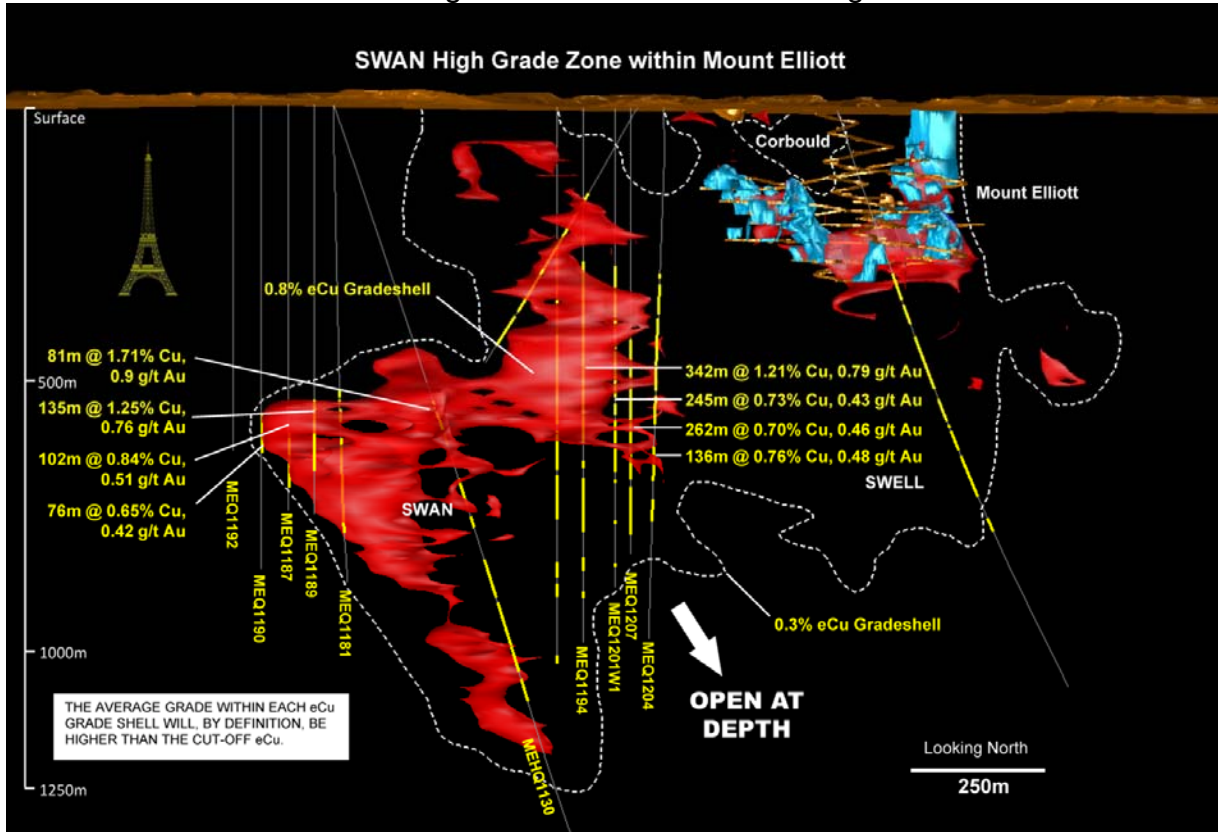 SWAN High Grade Zone within Mount Elliott
Surface
Corbould
Mount Elliott
0.8% eCu Gradeshell
81m @ 1.71% Cu,
0.9 g/t Au
500m
135m @ 1.25% Cu,
0.76 g/t Au
102m @ 0.84% Cu,
0.51 g/t Au
76m @ 0.65% Cu,
0.42 g/t Au
342m @ 1.21% Cu, 0.79 g/t Au
245m @ 0.73% Cu, 0.43 g/t Au
262m @ 0.70% Cu, 0.46 g/t Au
136m @ 0.76% Cu, 0.48 g/t Au
SWELL
SWAN
MEQ1192
MEQ1190
MEQ1187
MEQ1189
MEQ1181
MEHQ1130
MEQ1194
MEQ1201W1
MEQ1207
MEQ1204
0.3% eCu Gradeshell
1000m
OPEN AT
DEPTH
THE AVERAGE GRADE WITHIN EACH eCu
GRADE SHELL WILL, BY DEFINITION, BE
HIGHER THAN THE CUT-OFF eCu.
Looking North
250m
1250m